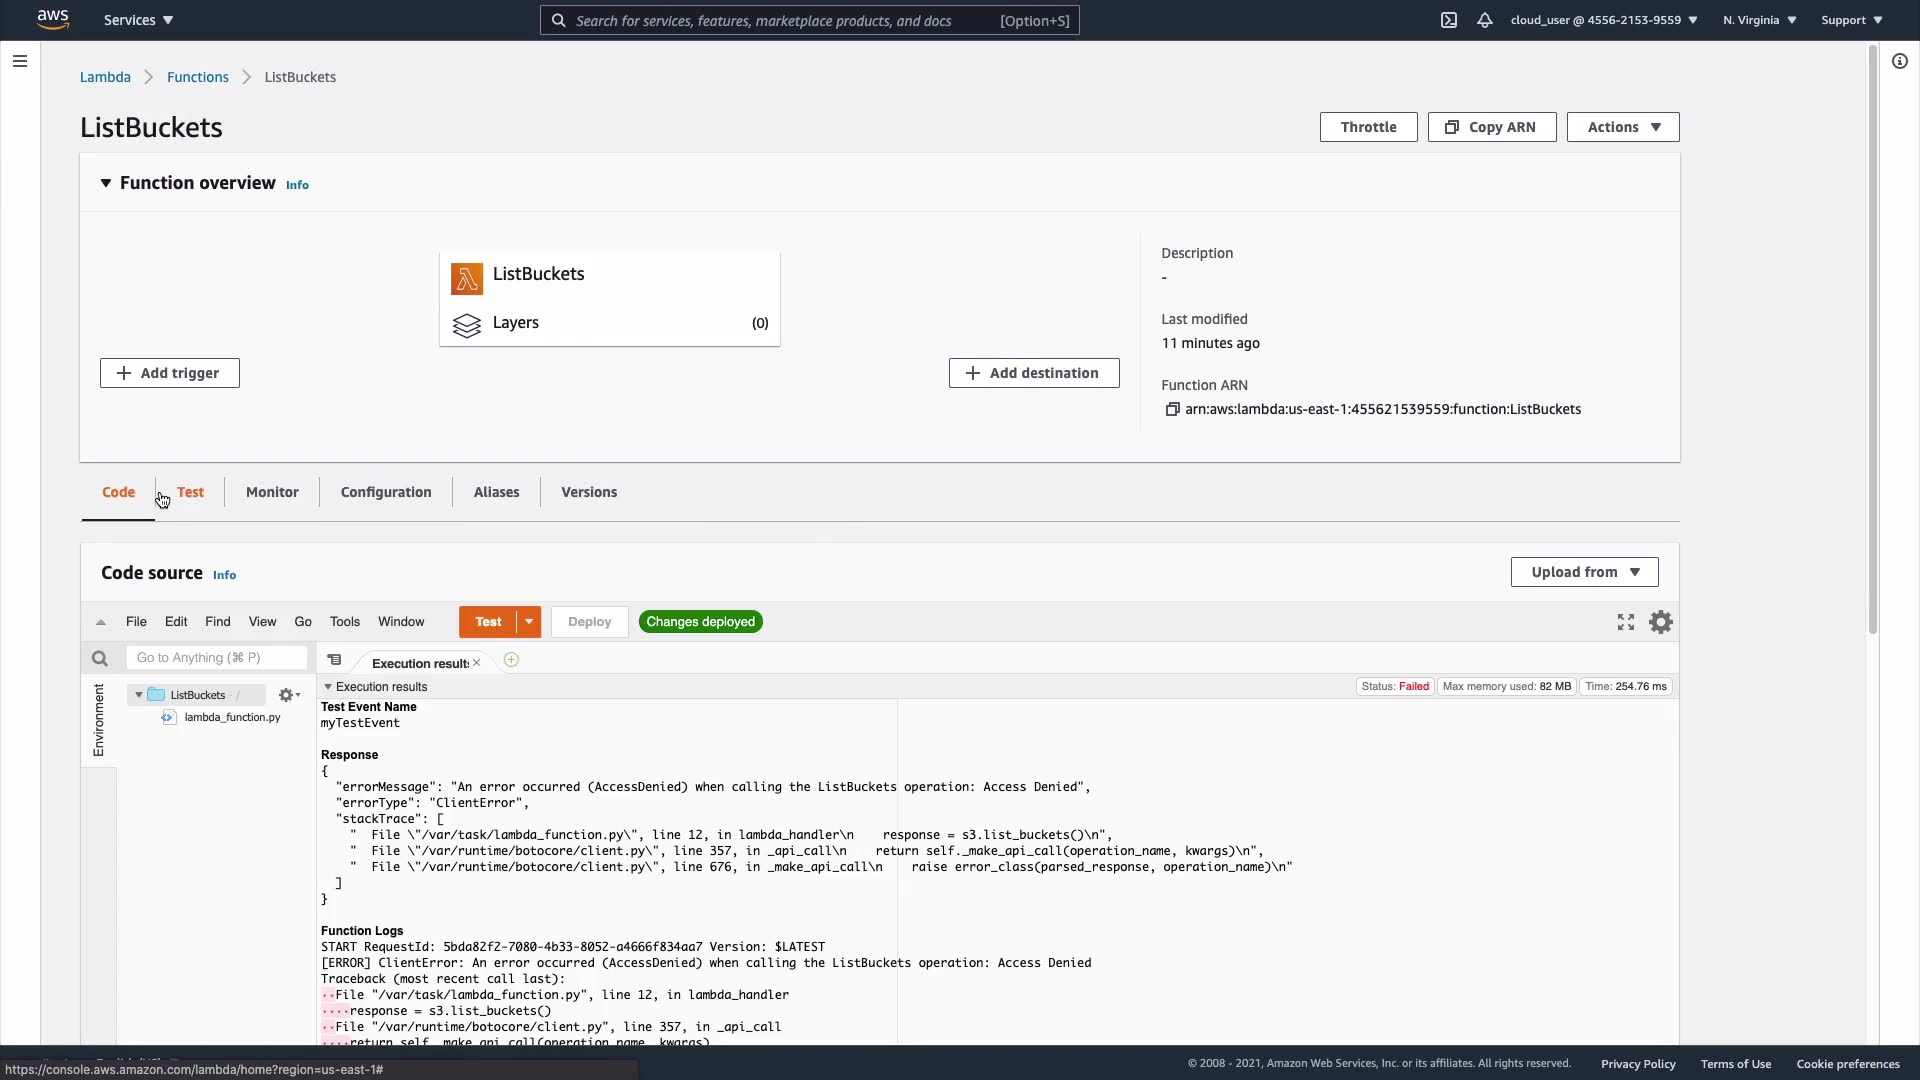 aws Services Search for services, features, marketplace products, and docs [Option+S] cloud_user @ 4556-2153-9559 N. Virginia Support
Lambda Functions ListBuckets
ListBuckets
Throttle Copy ARN Actions
Function overview Info
ListBuckets
Layers (0)
Add trigger
Add destination
Description
-
Last modified
11 minutes ago
Function ARN
arn:aws:lambda:us-east-1:455621539559:function:ListBuckets
Code Test Monitor Configuration Aliases Versions
Code source Info
Upload from
File Edit Find View Go Tools Window Test Deploy Changes deployed
Go to Anything (⌘ P)
Execution results
Environment
ListBuckets - /
lambda_function.py
Execution results
Status: Failed Max memory used: 82 MB Time: 254.76 ms
Test Event Name
myTestEvent
Response
{
"errorMessage": "An error occurred (AccessDenied) when calling the ListBuckets operation: Access Denied",
"errorType": "ClientError",
"stackTrace": [
"  File \"/var/task/lambda_function.py\", line 12, in lambda_handler\n    response = s3.list_buckets()\n",
"  File \"/var/runtime/botocore/client.py\", line 357, in _api_call\n    return self._make_api_call(operation_name, kwargs)\n",
"  File \"/var/runtime/botocore/client.py\", line 676, in _make_api_call\n    raise error_class(parsed_response, operation_name)\n"
]
}
Function Logs
START RequestId: 5bda82f2-7080-4b33-8052-a4666f834aa7 Version: $LATEST
[ERROR] ClientError: An error occurred (AccessDenied) when calling the ListBuckets operation: Access Denied
Traceback (most recent call last):
··File "/var/task/lambda_function.py", line 12, in lambda_handler
····response = s3.list_buckets()
··File "/var/runtime/botocore/client.py", line 357, in _api_call
····return self._make_api_call(operation_name, kwargs)
https://console.aws.amazon.com/lambda/home?region=us-east-1#
© 2008 - 2021, Amazon Web Services, Inc. or its affiliates. All rights reserved. Privacy Policy Terms of Use Cookie preferences